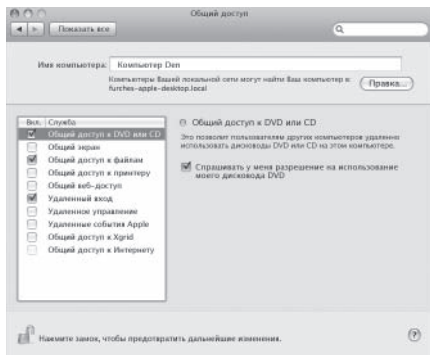 Общий доступ
Показать все
Имя компьютера: Компьютер Den
Компьютеры Вашей локальной сети могут найти Ваш компьютер в:
furches-apple-desktop.local
Правка...
Вкл. Служба
Общий доступ к DVD или CD
Общий экран
Общий доступ к файлам
Общий доступ к принтеру
Общий веб-доступ
Удаленный вход
Удаленное управление
Удаленные события Apple
Общий доступ к Xgrid
Общий доступ к Интернету
Общий доступ к DVD или CD
Это позволит пользователям других компьютеров удаленно
использовать дисководы DVD или CD на этом компьютере.
Спрашивать у меня разрешение на использование
моего дисковода DVD
Нажмите замок, чтобы предотвратить дальнейшие изменения.
?